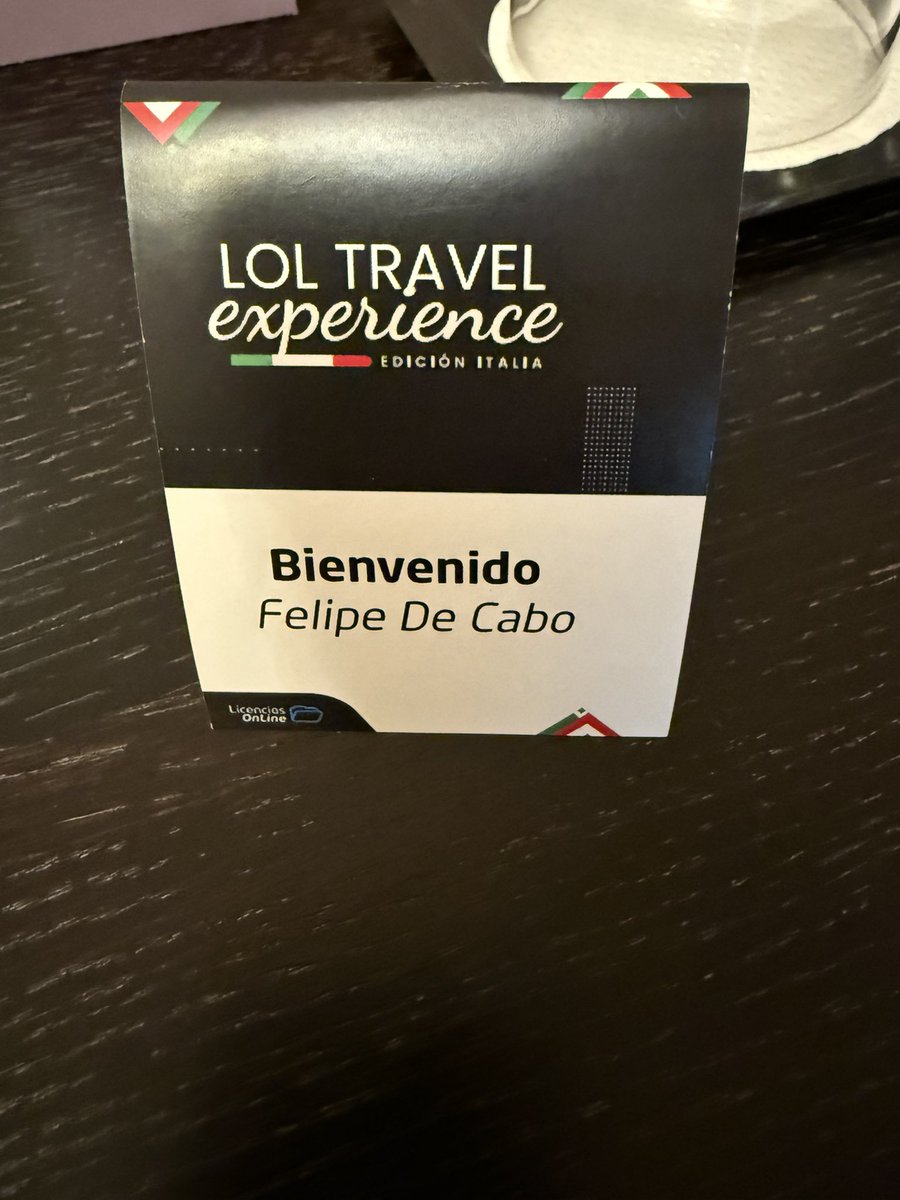 LOL TRAVEL
experience
EDICIÓN ITALIA
Bienvenido
Felipe De Cabo
Licencias
OnLine